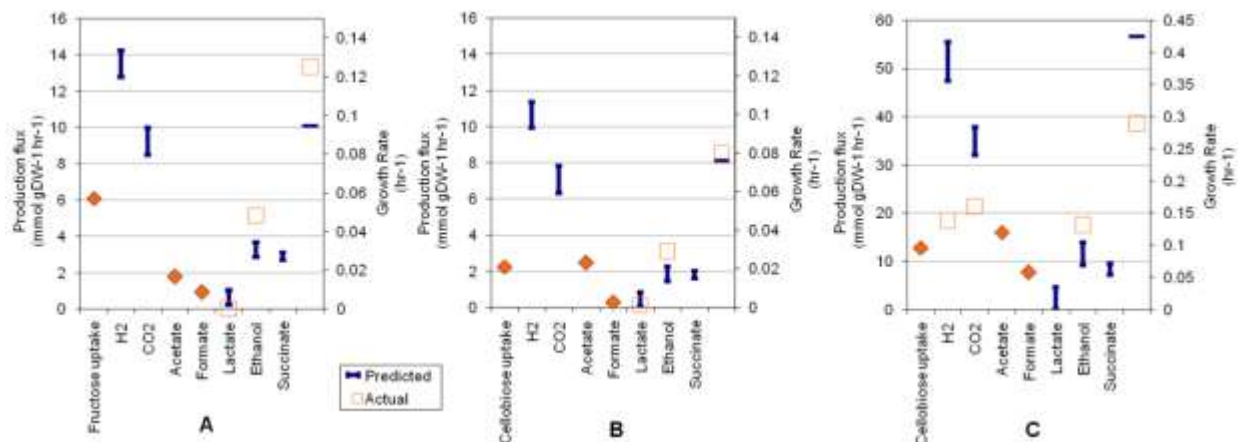 16
14
12
10
8
6
4
2
0
Production flux
(mmol gDW-1 hr-1)
0.14
0.12
0.1
0.08
0.06
0.04
0.02
0
Growth Rate
(hr-1)
Fructose uptake
H2
CO2
Acetate
Formate
Lactate
Ethanol
Succinate
A
Predicted
Actual
16
14
12
10
8
6
4
2
0
Production flux
(mmol gDW-1 hr-1)
0.14
0.12
0.1
0.08
0.06
0.04
0.02
0
Growth Rate
(hr-1)
Cellobiose uptake
H2
CO2
Acetate
Formate
Lactate
Ethanol
Succinate
B
60
50
40
30
20
10
0
Production flux
(mmol gDW-1 hr-1)
0.45
0.4
0.35
0.3
0.25
0.2
0.15
0.1
0.05
0
Growth Rate
(hr-1)
Cellobiose uptake
H2
CO2
Acetate
Formate
Lactate
Ethanol
Succinate
C